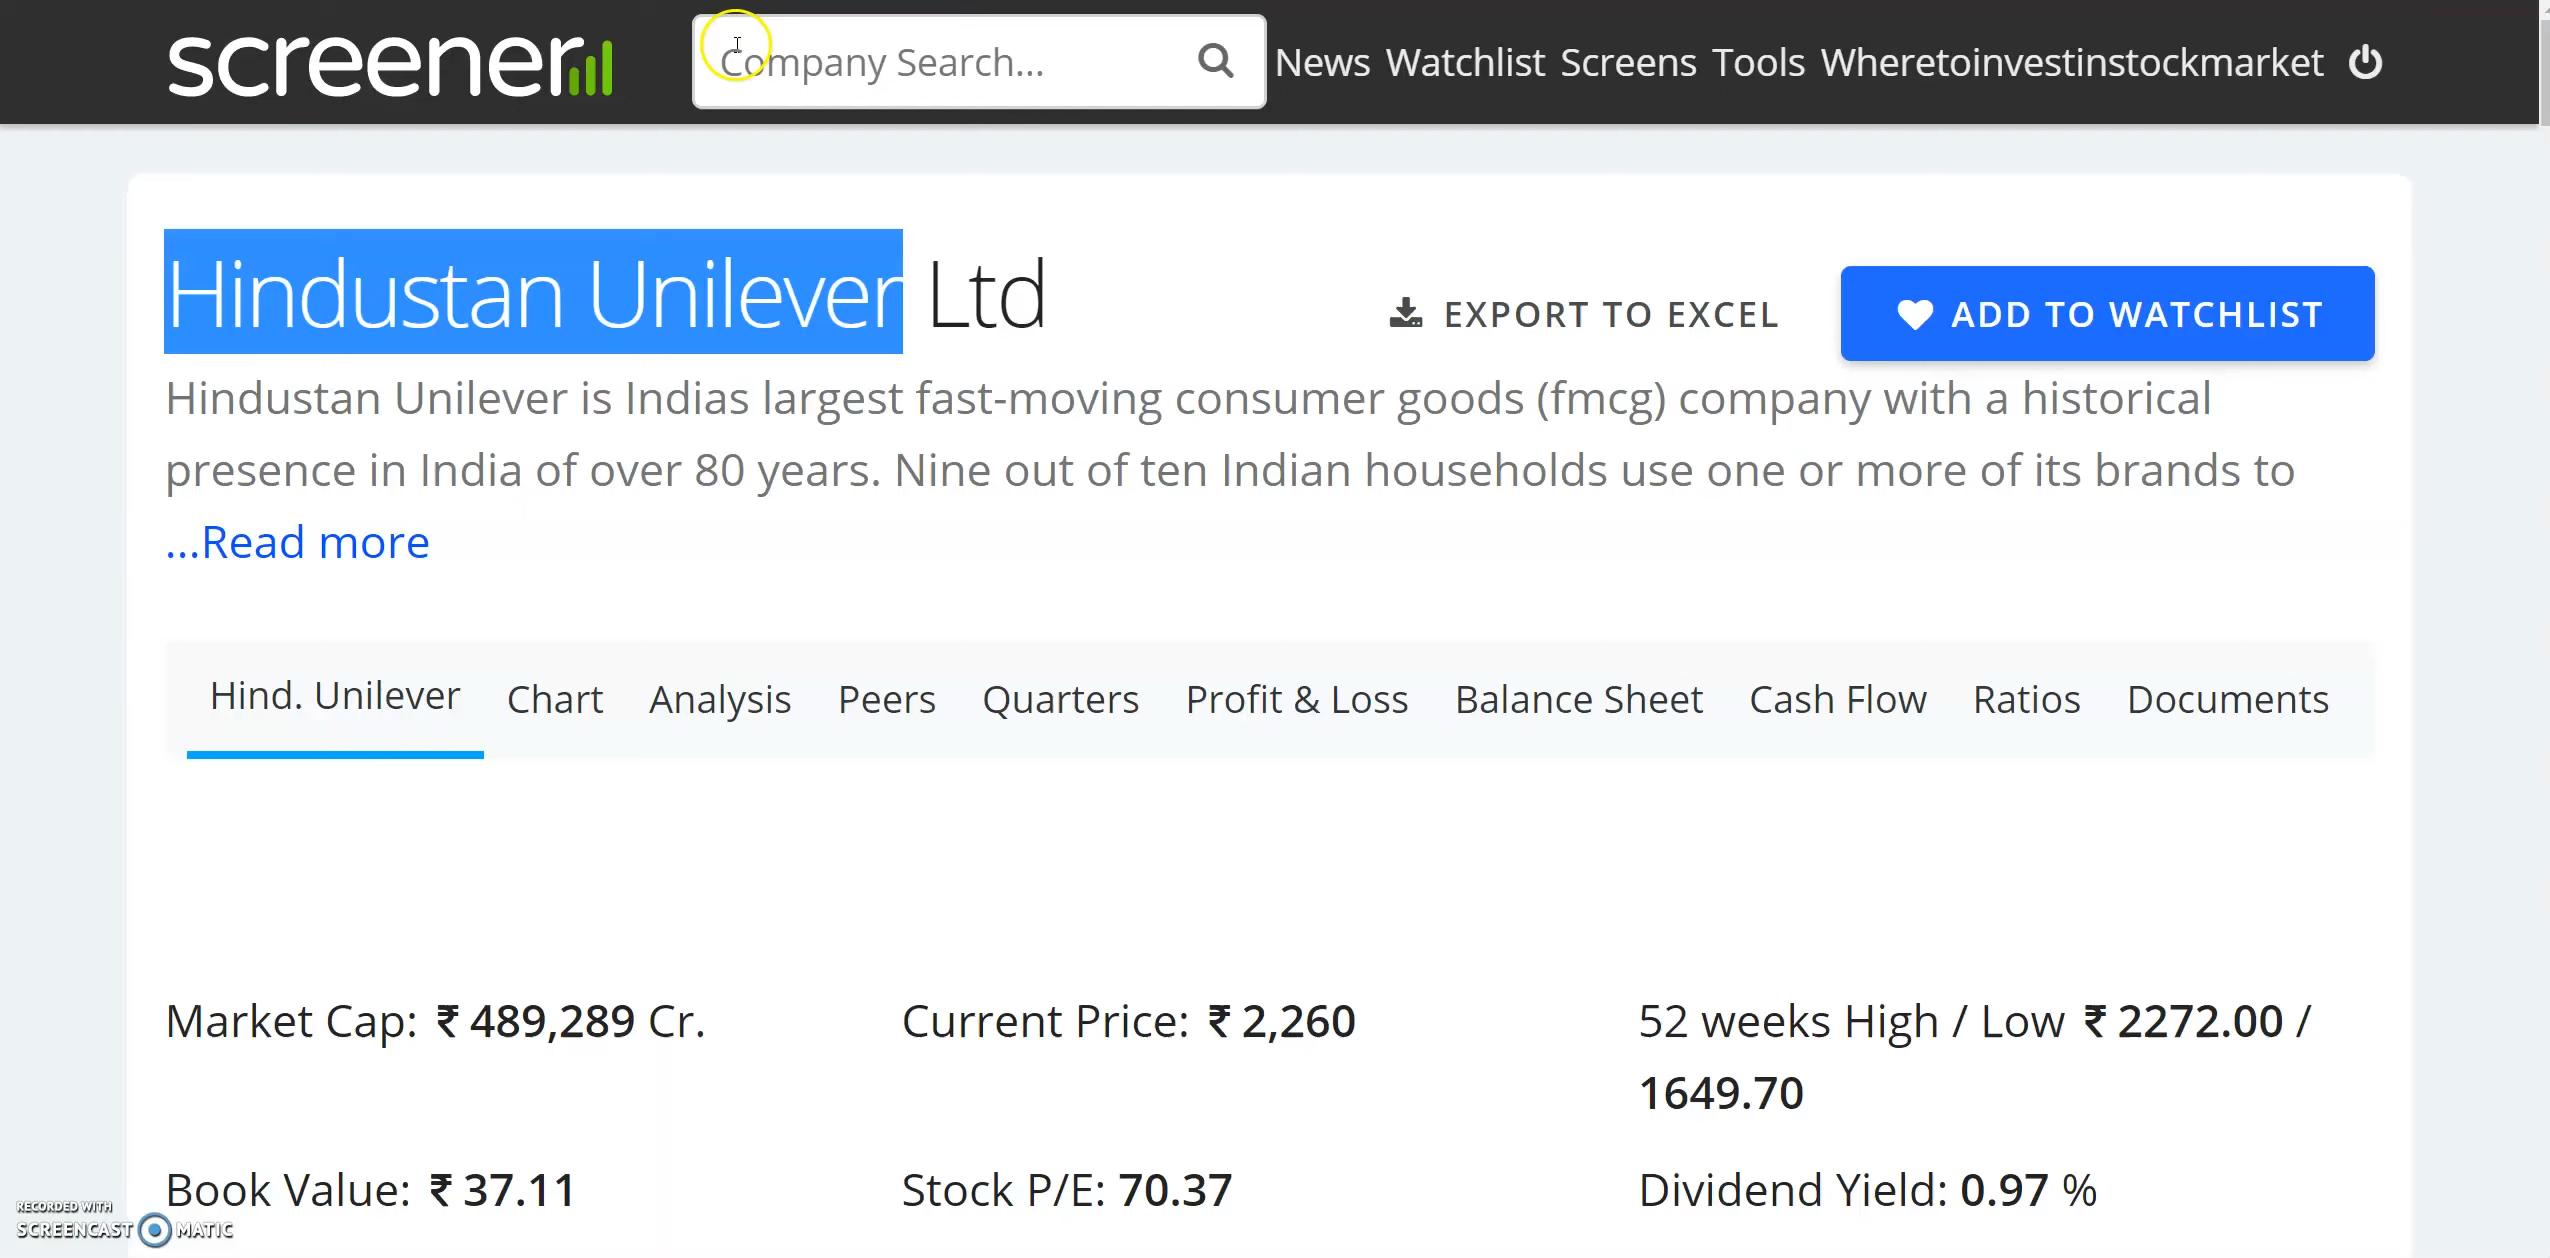 screener
Company Search...
News Watchlist Screens Tools Wheretoinvestinstockmarket
Hindustan Unilever Ltd
EXPORT TO EXCEL
ADD TO WATCHLIST
Hindustan Unilever is Indias largest fast-moving consumer goods (fmcg) company with a historical
presence in India of over 80 years. Nine out of ten Indian households use one or more of its brands to
...Read more
Hind. Unilever Chart Analysis Peers Quarters Profit & Loss Balance Sheet Cash Flow Ratios Documents
Market Cap: ₹ 489,289 Cr.
Current Price: ₹ 2,260
52 weeks High / Low ₹ 2272.00 /
1649.70
Book Value: ₹ 37.11
Stock P/E: 70.37
Dividend Yield: 0.97 %
RECORDED WITH
SCREENCAST MATIC